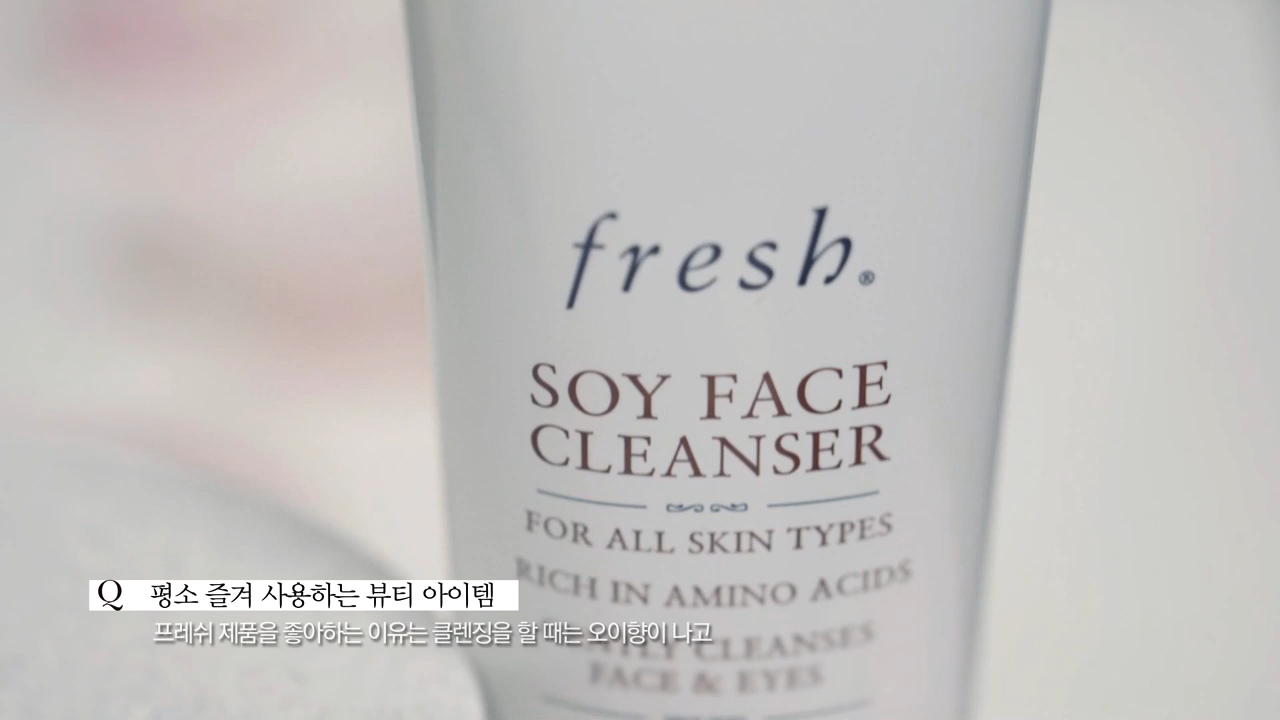 fresh®
SOY FACE
CLEANSER
FOR ALL SKIN TYPES
RICH IN AMINO ACIDS
CLEANSES
FACE & EYES
Q 평소 즐겨 사용하는 뷰티 아이템
프레쉬 제품을 좋아하는 이유는 클렌징을 할 때는 오이향이 나고